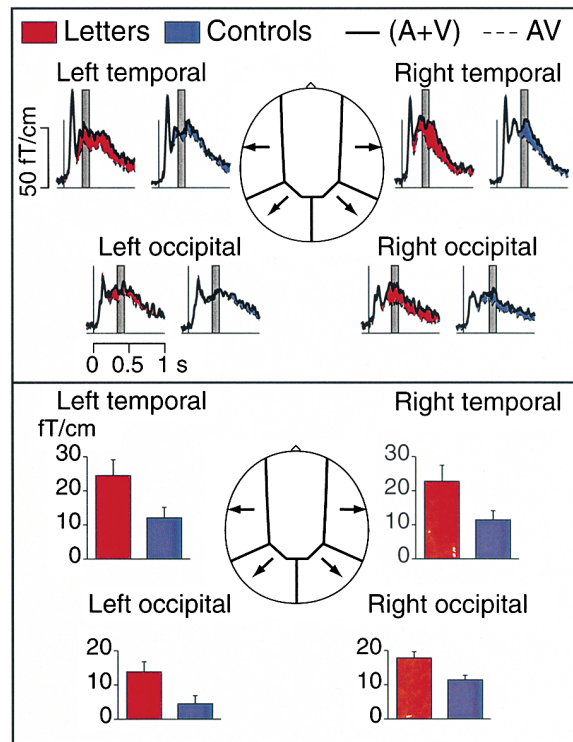 Letters Controls (A+V) AV
Left temporal Right temporal
50 fT/cm
Left occipital Right occipital
0 0.5 1 s
Left temporal Right temporal
fT/cm
30 30
20 20
10 10
0 0
Left occipital Right occipital
20 20
10 10
0 0